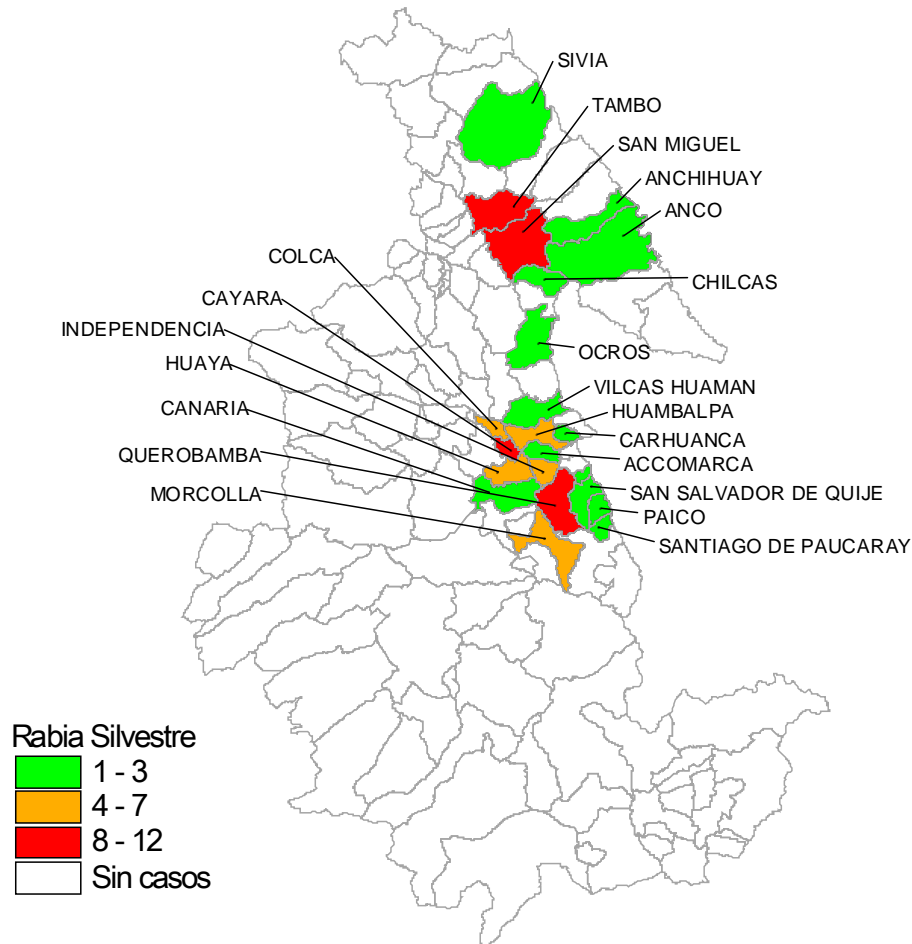 SIVIA
TAMBO
SAN MIGUEL
ANCHIHUAY
ANCO
COLCA
CHILCAS
CAYARA
INDEPENDENCIA
OCROS
HUAYA
VILCAS HUAMAN
CANARIA
HUAMBALPA
CARHUANCA
QUEROBAMBA
ACCOMARCA
MORCOLLA
SAN SALVADOR DE QUIJE
PAICO
SANTIAGO DE PAUCARAY
Rabia Silvestre
1 - 3
4 - 7
8 - 12
Sin casos